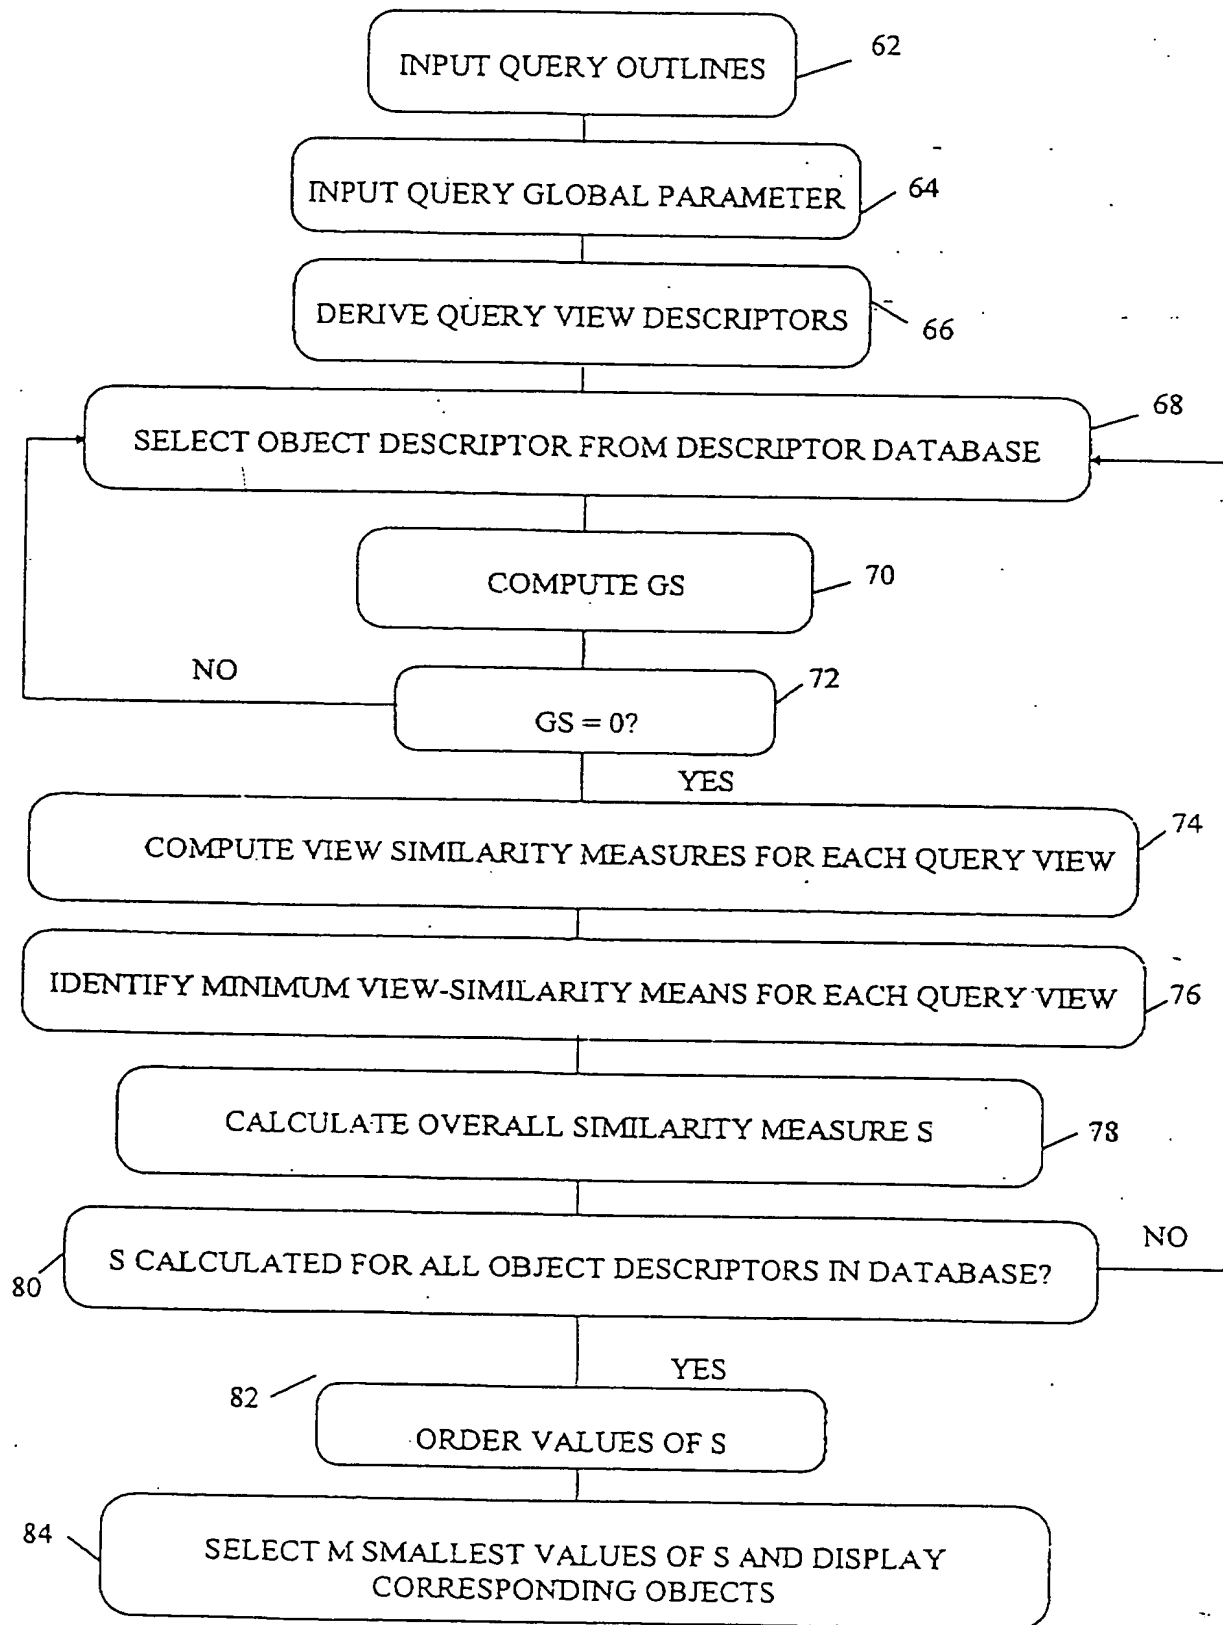 INPUT QUERY OUTLINES
62
INPUT QUERY GLOBAL PARAMETER
64
DERIVE QUERY VIEW DESCRIPTORS
66
68
SELECT OBJECT DESCRIPTOR FROM DESCRIPTOR DATABASE
COMPUTE GS
70
NO
72
GS = 0?
YES
74
COMPUTE VIEW SIMILARITY MEASURES FOR EACH QUERY VIEW
IDENTIFY MINIMUM VIEW-SIMILARITY MEANS FOR EACH QUERY VIEW
76
CALCULATE OVERALL SIMILARITY MEASURE S
78
NO
S CALCULATED FOR ALL OBJECT DESCRIPTORS IN DATABASE?
80
YES
82
ORDER VALUES OF S
84
SELECT M SMALLEST VALUES OF S AND DISPLAY
CORRESPONDING OBJECTS